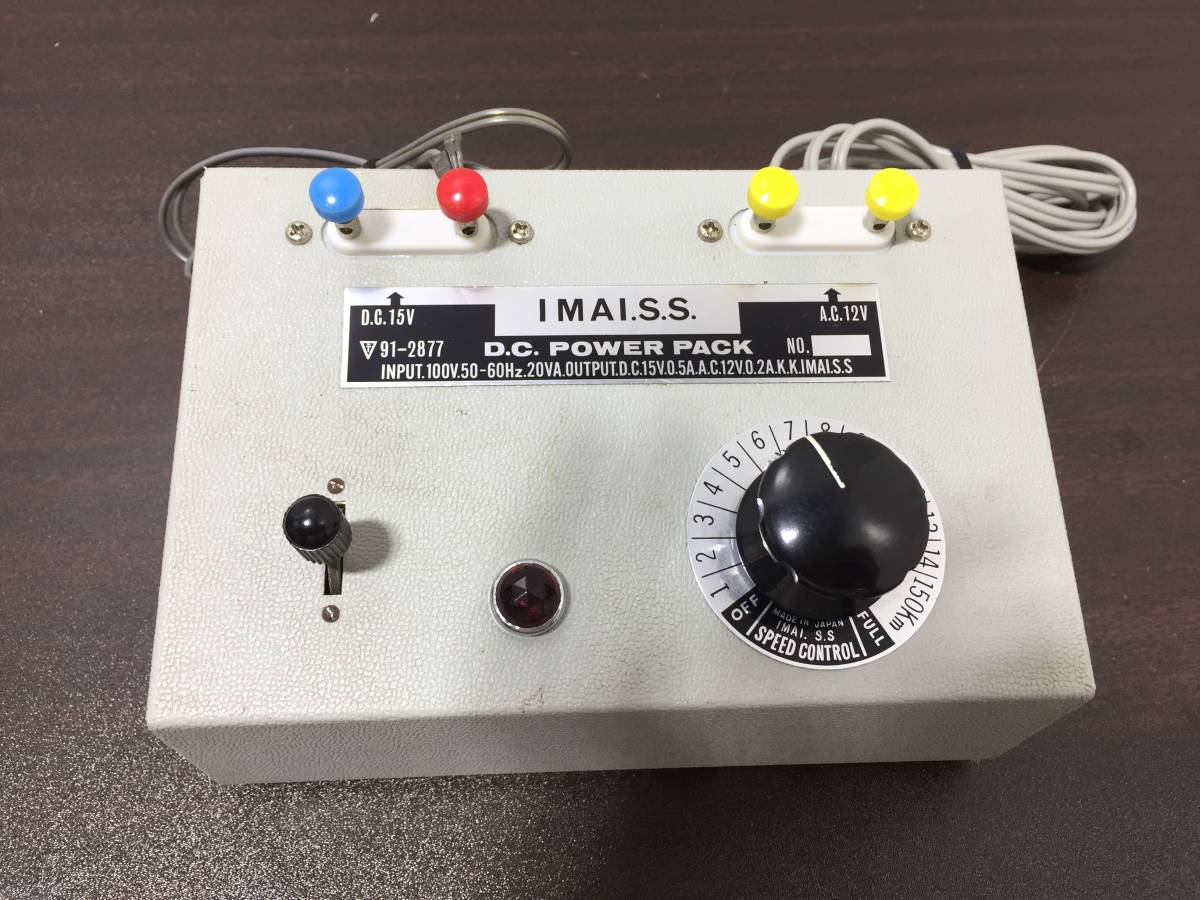 IMAI.S.S.
D.C.15V
A.C.12V
91-2877 D.C. POWER PACK NO.
INPUT.100V.50-60Hz.20VA.OUTPUT.D.C.15V.0.5A.A.C.12V.0.2A.K.K.IMAI.S.S
OFF 1 2 3 4 5 6 7 8 13 14 150Km FULL
MADE IN JAPAN
IMAI. S.S
SPEED CONTROL